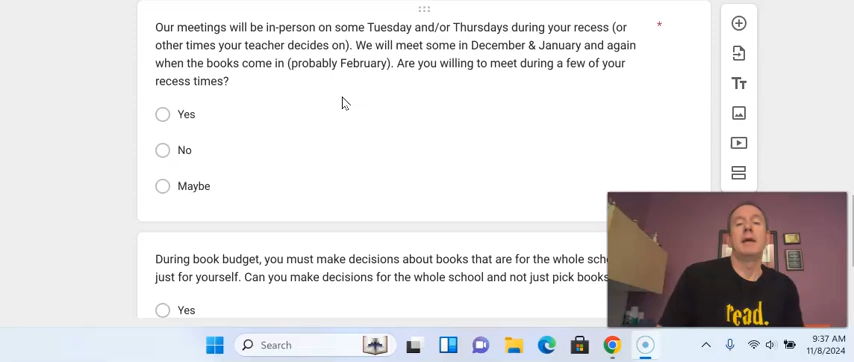 Our meetings will be in-person on some Tuesday and/or Thursdays during your recess (or *
other times your teacher decides on). We will meet some in December & January and again
when the books come in (probably February). Are you willing to meet during a few of your
recess times?
Yes
No
Maybe
During book budget, you must make decisions about books that are for the whole
just for yourself. Can you make decisions for the whole school and not just pick books
Yes
read.
Search
9:37 AM
11/8/2024
Tт